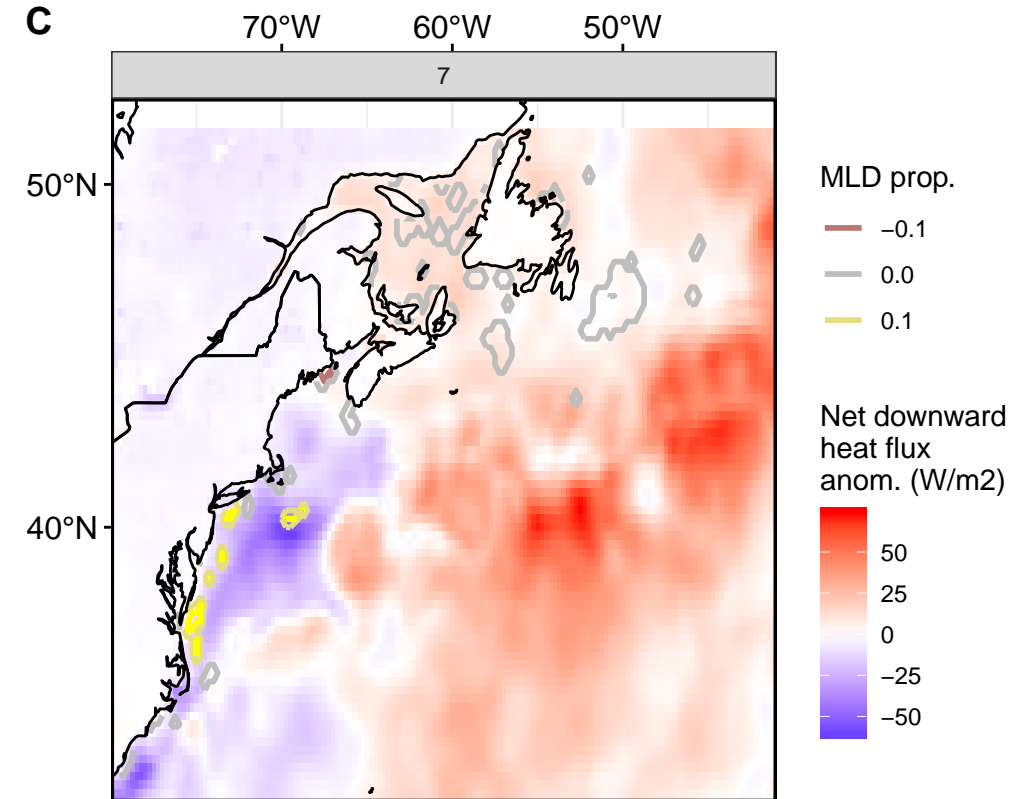 C
70°W 60°W 50°W
7
50°N
40°N
MLD prop.
−0.1
0.0
0.1
Net downward
heat flux
anom. (W/m2)
50
25
0
−25
−50